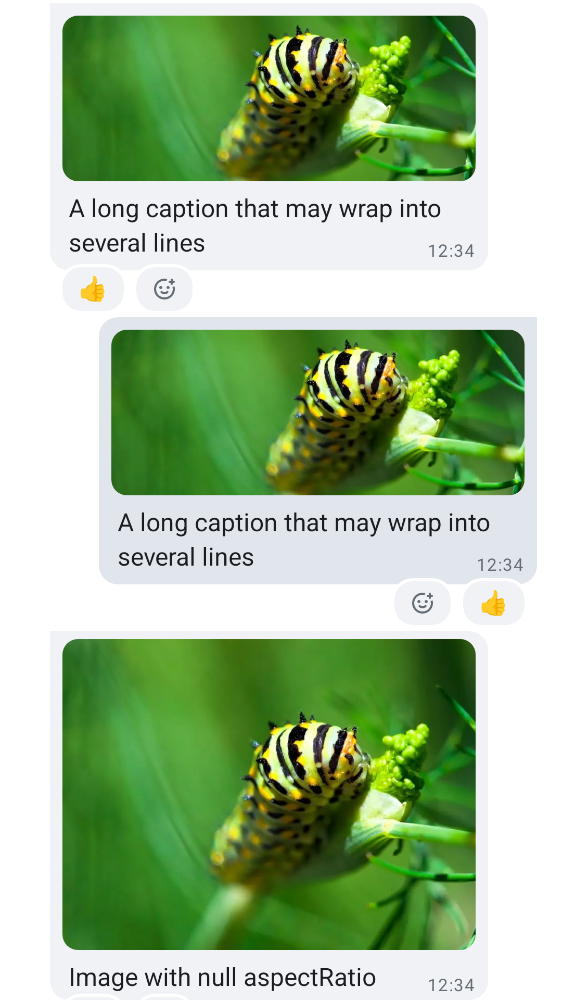 A long caption that may wrap into
several lines
12:34
A long caption that may wrap into
several lines
12:34
Image with null aspectRatio
12:34